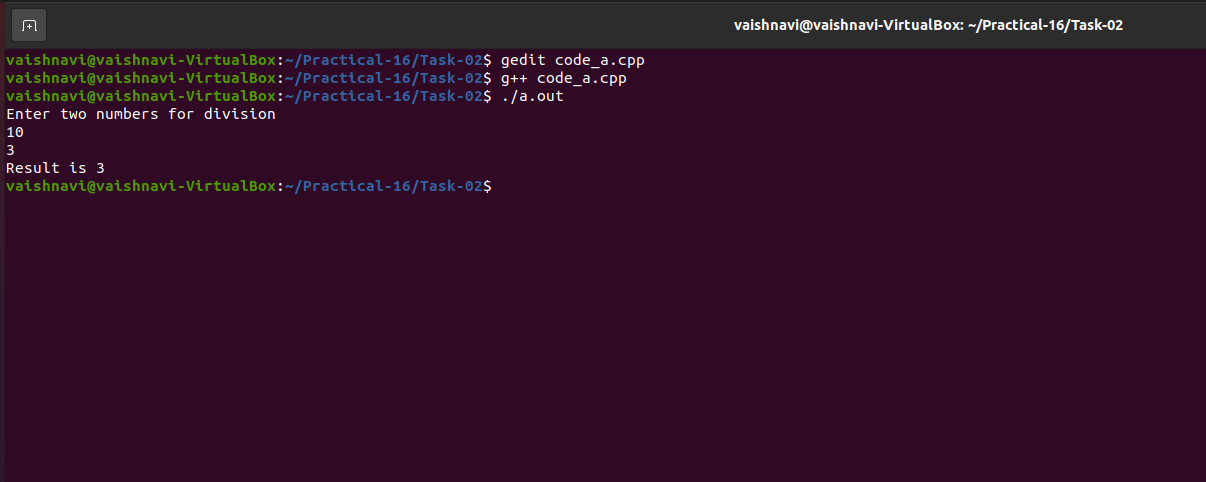 vaishnavi@vaishnavi-VirtualBox: ~/Practical-16/Task-02
vaishnavi@vaishnavi-VirtualBox:~/Practical-16/Task-02$ gedit code_a.cpp
vaishnavi@vaishnavi-VirtualBox:~/Practical-16/Task-02$ g++ code_a.cpp
vaishnavi@vaishnavi-VirtualBox:~/Practical-16/Task-02$ ./a.out
Enter two numbers for division
10
3
Result is 3
vaishnavi@vaishnavi-VirtualBox:~/Practical-16/Task-02$